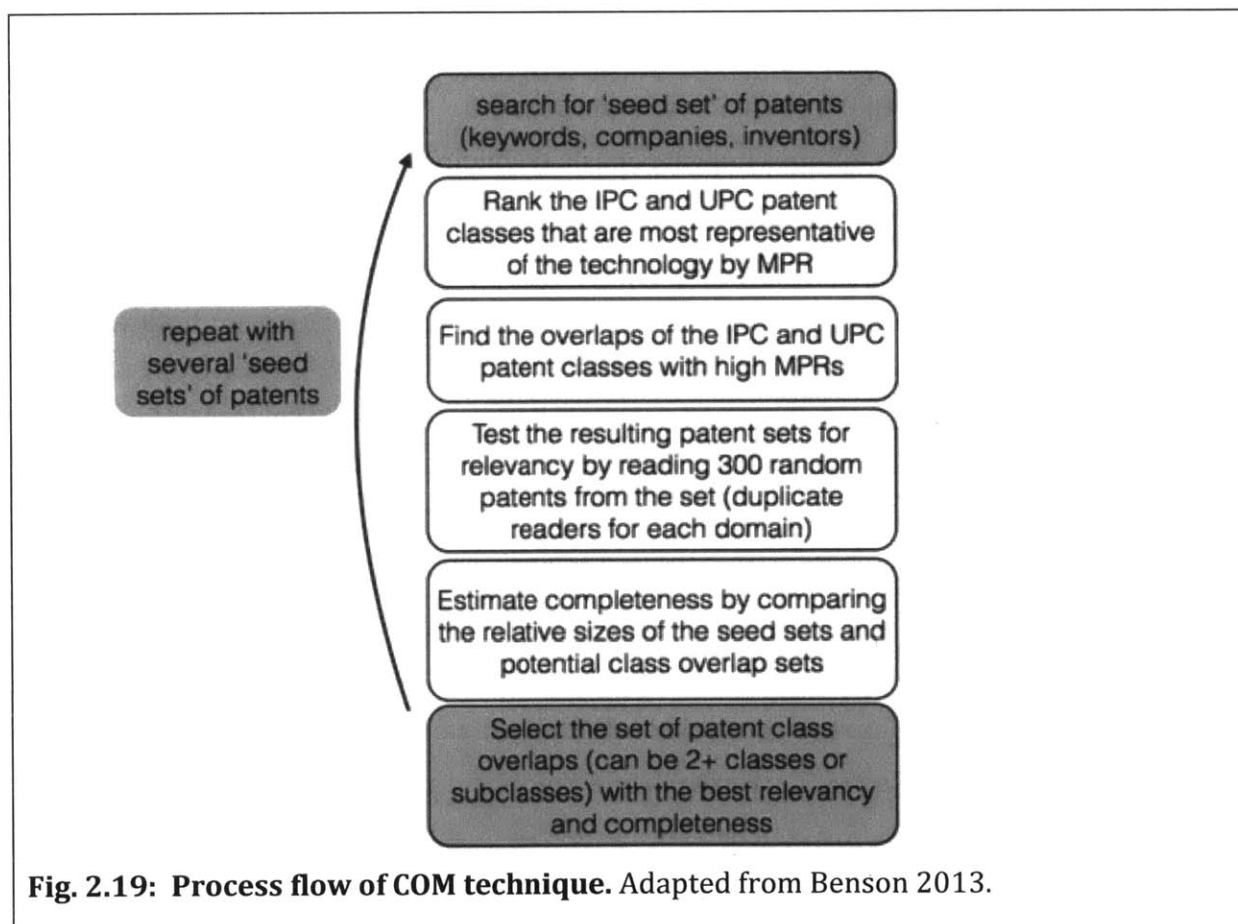 search for 'seed set' of patents
(keywords, companies, inventors)
Rank the IPC and UPC patent
classes that are most representative
of the technology by MPR
repeat with
several 'seed
sets' of patents
Find the overlaps of the IPC and UPC
patent classes with high MPRs
Test the resulting patent sets for
relevancy by reading 300 random
patents from the set (duplicate
readers for each domain)
Estimate completeness by comparing
the relative sizes of the seed sets and
potential class overlap sets
Select the set of patent class
overlaps (can be 2+ classes or
subclasses) with the best relevancy
and completeness
Fig. 2.19: Process flow of COM technique. Adapted from Benson 2013.